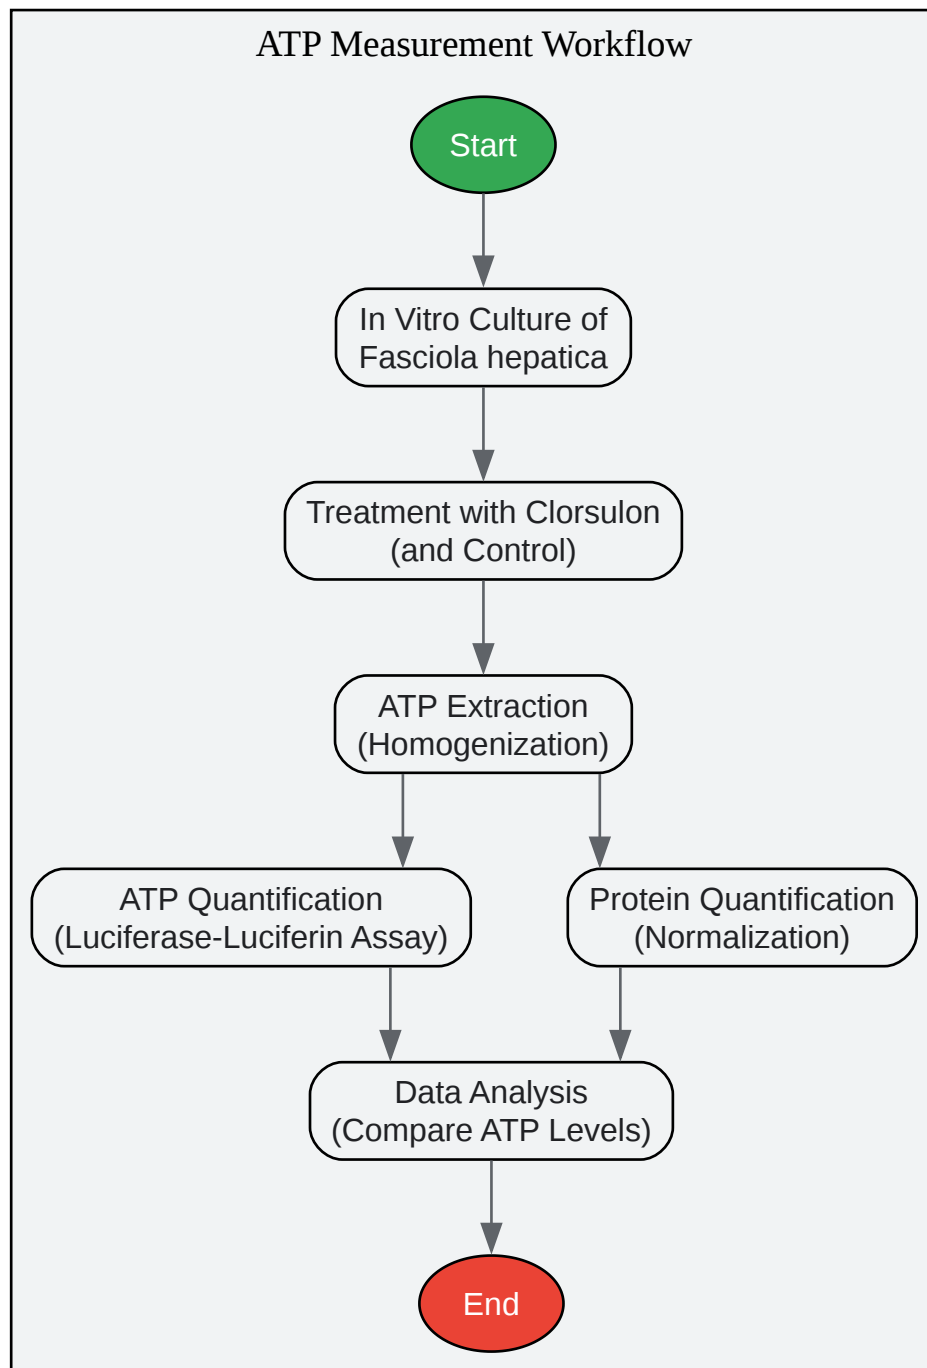 ATP Measurement Workflow
Start
In Vitro Culture of
Fasciola hepatica
Treatment with Clorsulon
(and Control)
ATP Extraction
(Homogenization)
ATP Quantification
(Luciferase-Luciferin Assay)
Protein Quantification
(Normalization)
Data Analysis
(Compare ATP Levels)
End